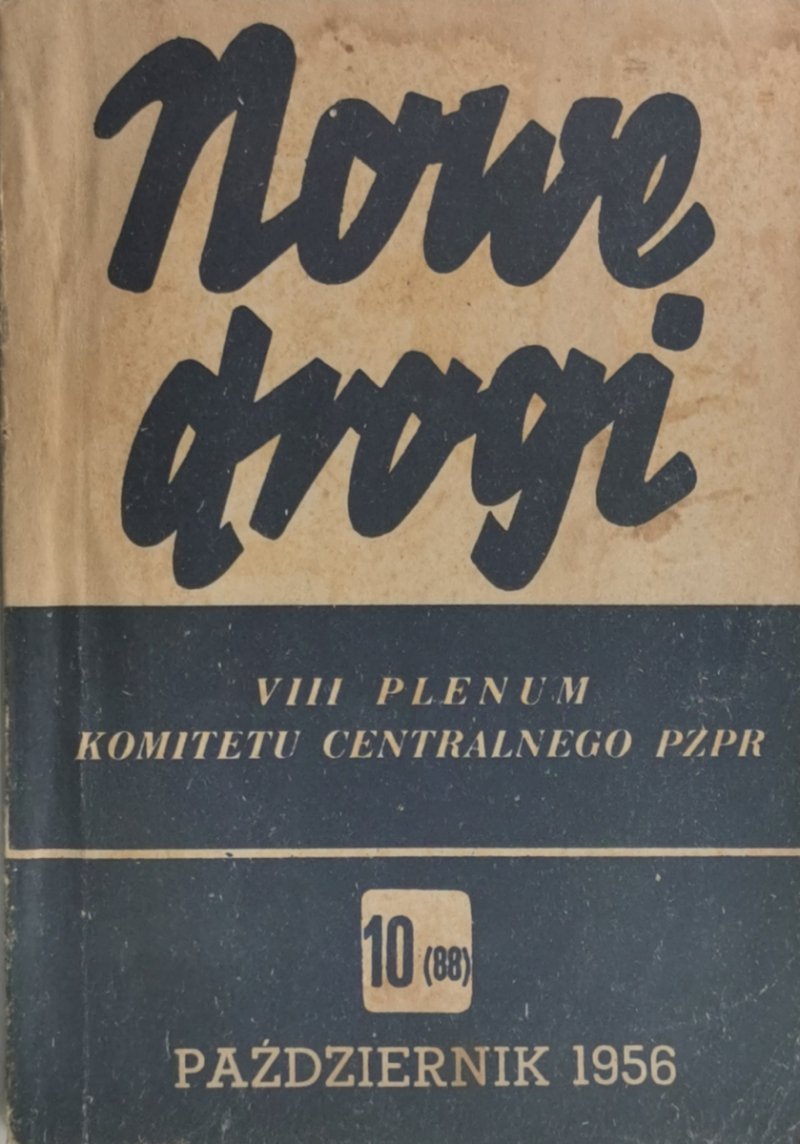 Nowe
drogi
VIII PLENUM
KOMITETU CENTRALNEGO PZPR
10 (88)
PAŹDZIERNIK 1956